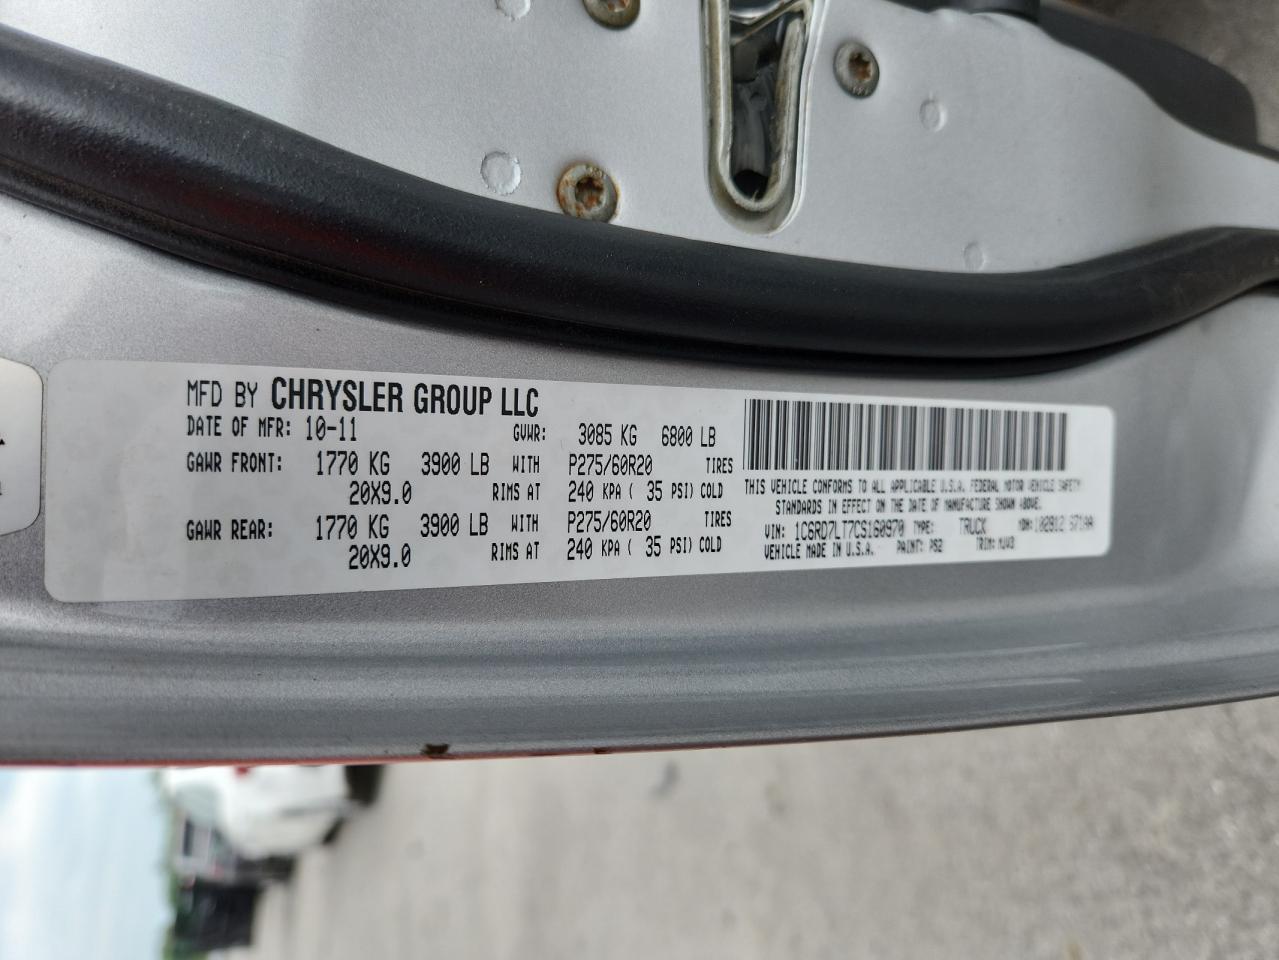 MFD BY CHRYSLER GROUP LLC
DATE OF MFR: 10-11 GVWR: 3085 KG 6800 LB
GAWR FRONT: 1770 KG 3900 LB WITH P275/60R20 TIRES
20X9.0 RIMS AT 240 KPA ( 35 PSI) COLD
GAWR REAR: 1770 KG 3900 LB WITH P275/60R20 TIRES
20X9.0 RIMS AT 240 KPA ( 35 PSI) COLD
THIS VEHICLE CONFORMS TO ALL APPLICABLE U.S.A. FEDERAL MOTOR VEHICLE SAFETY
STANDARDS IN EFFECT ON THE DATE OF MANUFACTURE SHOWN ABOVE.
VIN: 1C6RD7LT7CS160970 TYPE: TRUCK MDH:
VEHICLE MADE IN U.S.A. PAINT: PS2 TRIM: